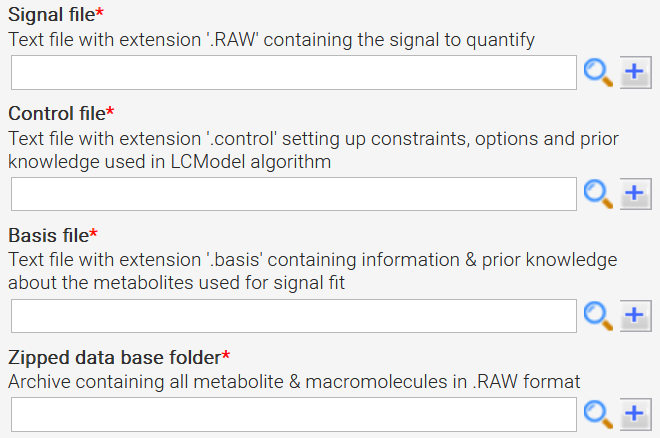 Signal file*
Text file with extension '.RAW' containing the signal to quantify
Control file*
Text file with extension '.control' setting up constraints, options and prior
knowledge used in LCModel algorithm
Basis file*
Text file with extension '.basis' containing information & prior knowledge
about the metabolites used for signal fit
Zipped data base folder*
Archive containing all metabolite & macromolecules in .RAW format